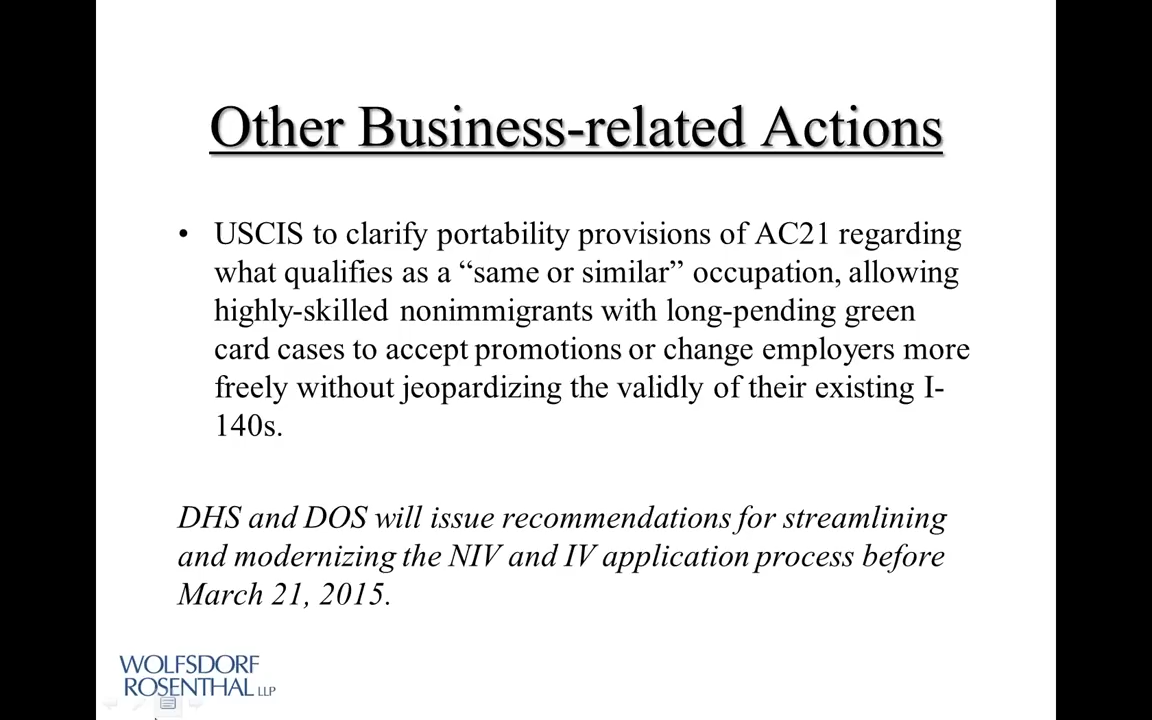 Other Business-related Actions
• USCIS to clarify portability provisions of AC21 regarding
what qualifies as a “same or similar” occupation, allowing
highly-skilled nonimmigrants with long-pending green
card cases to accept promotions or change employers more
freely without jeopardizing the validly of their existing I-
140s.
DHS and DOS will issue recommendations for streamlining
and modernizing the NIV and IV application process before
March 21, 2015.
WOLFSDORF
ROSENTHAL LLP